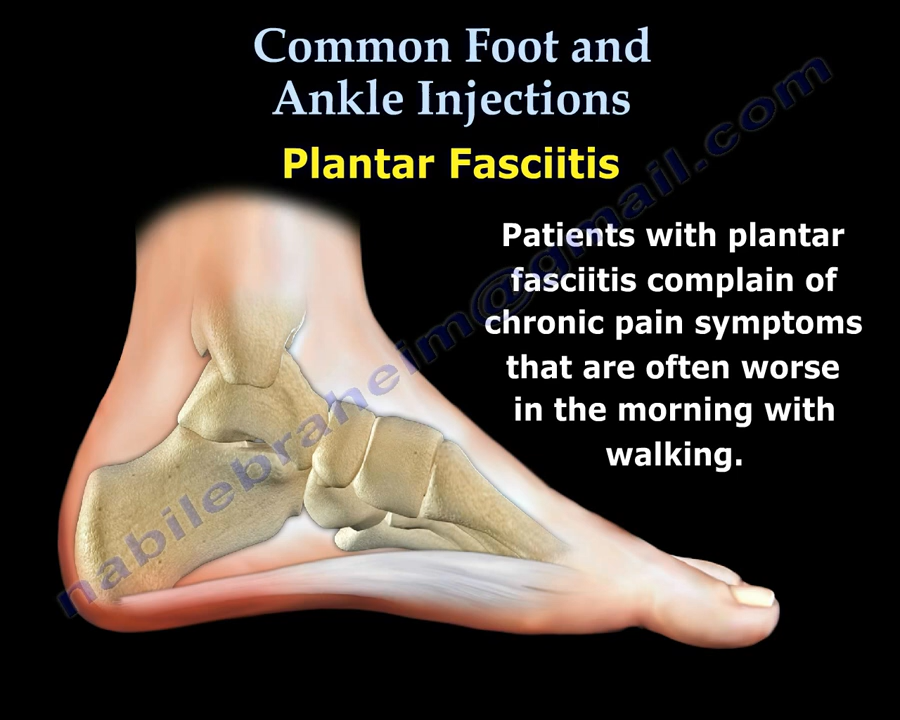 Common Foot and
Ankle Injections
Plantar Fasciitis
Patients with plantar
fasciitis complain of
chronic pain symptoms
that are often worse
in the morning with
walking.
nabilebraheim@gmail.com